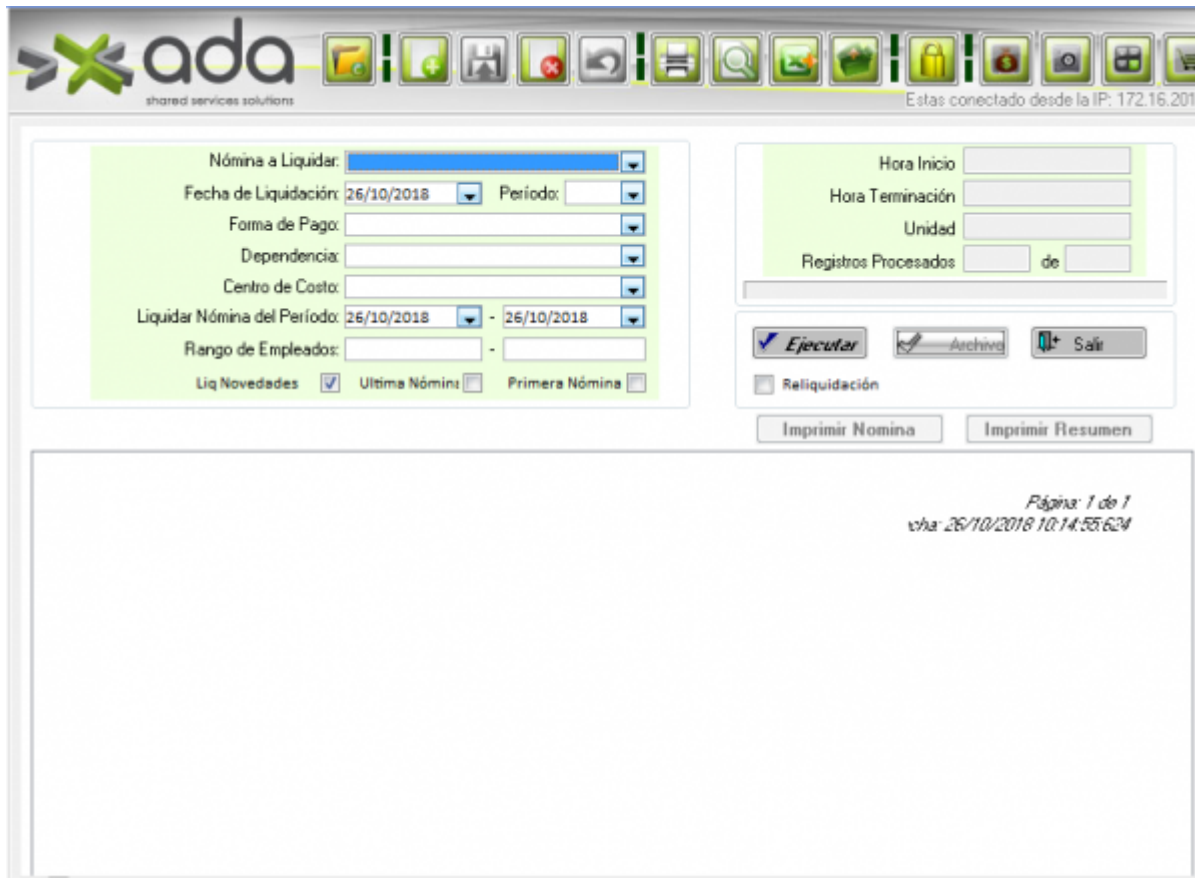 ada
shared services solutions
Estas conectado desde la IP: 172.16.201
Nómina a Liquidar:
Fecha de Liquidación: 26/10/2018 Período:
Forma de Pago:
Dependencia:
Centro de Costo:
Liquidar Nómina del Período: 26/10/2018 - 26/10/2018
Rango de Empleados: -
Liq Novedades Ultima Nómina Primera Nómina
Hora Inicio
Hora Terminación
Unidad
Registros Procesados de
Ejecutar Archivo Salir
Reliquidación
Imprimir Nomina Imprimir Resumen
Página: 1 de 1
cha: 26/10/2018 10:14:55:624